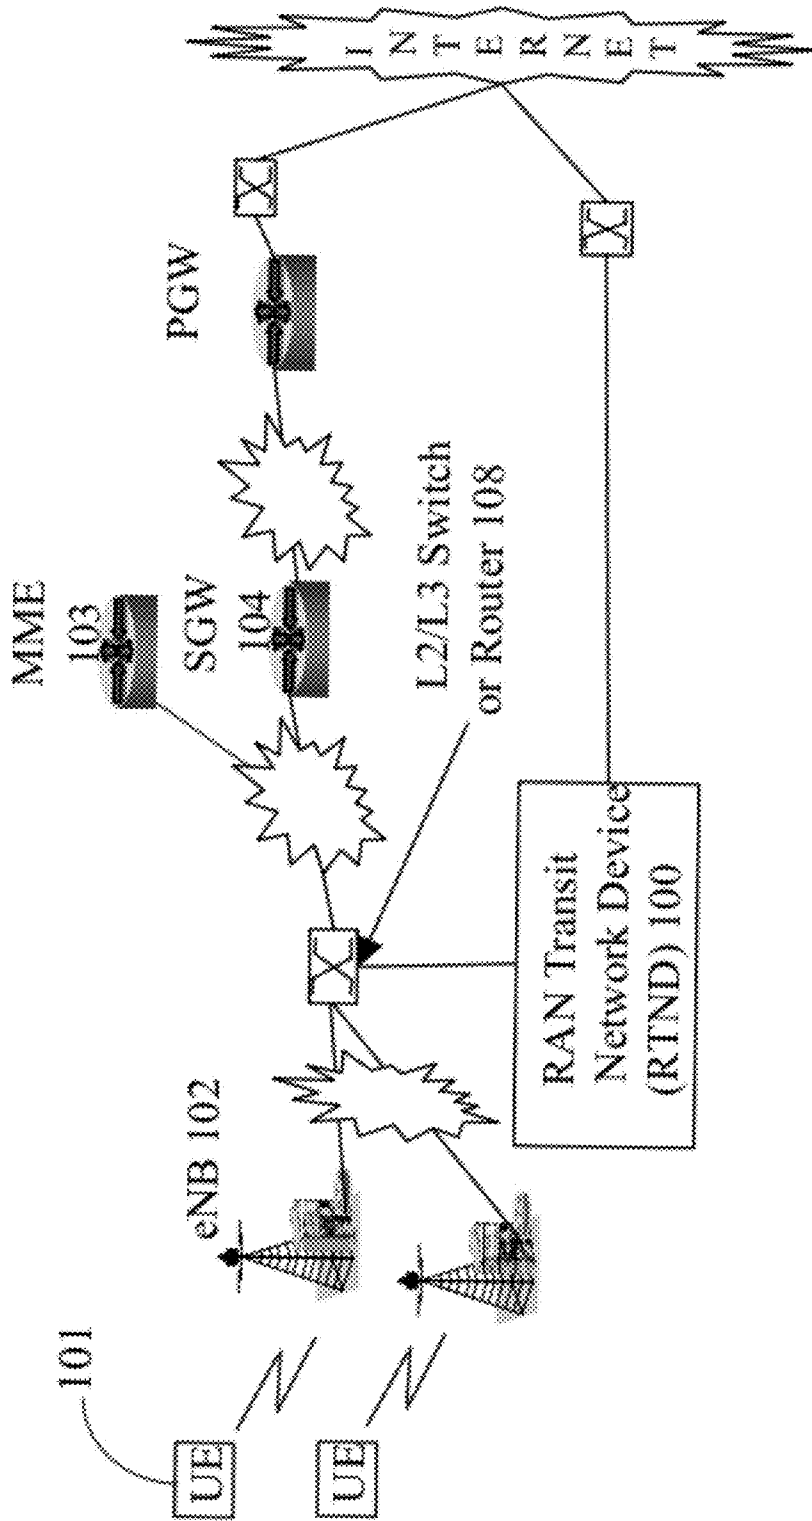 101
UE
UE
eNB 102
MME
103
SGW
104
PGW
L2/L3 Switch
or Router 108
RAN Transit
Network Device
(RTND) 100
INTERNET